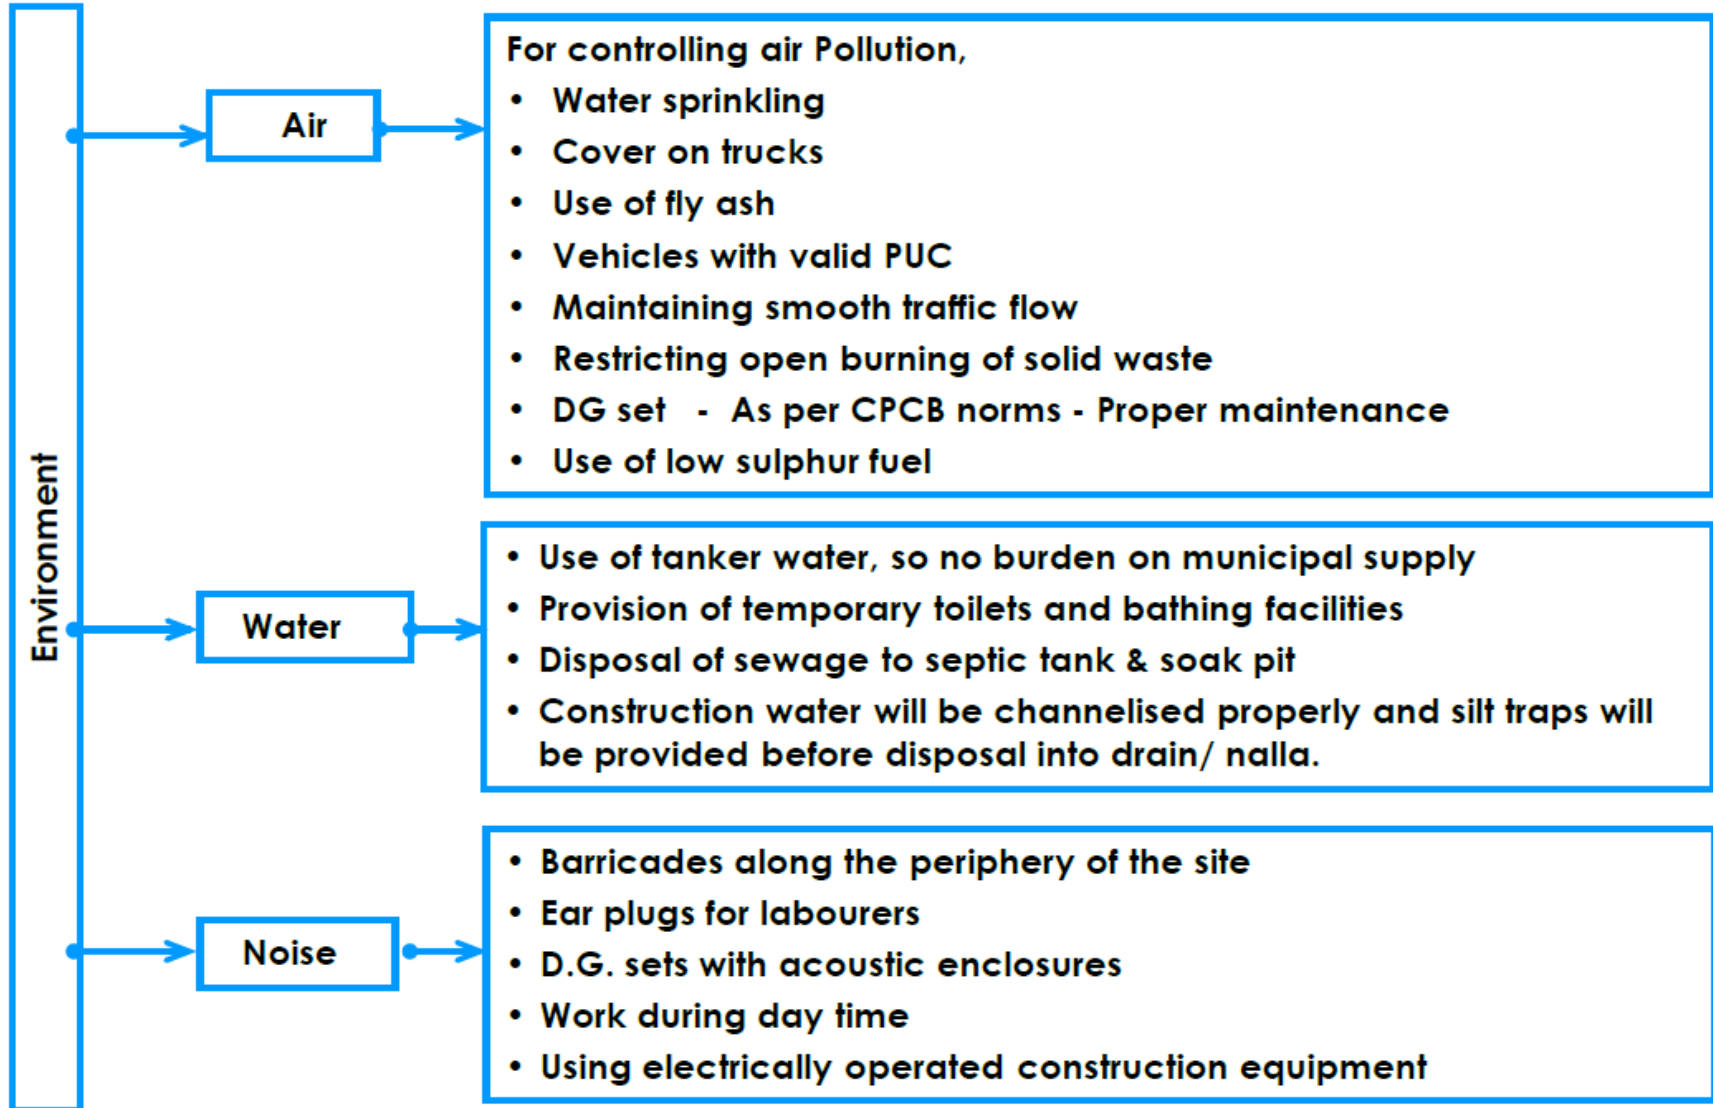 Environment
Air
For controlling air Pollution,
• Water sprinkling
• Cover on trucks
• Use of fly ash
• Vehicles with valid PUC
• Maintaining smooth traffic flow
• Restricting open burning of solid waste
• DG set - As per CPCB norms - Proper maintenance
• Use of low sulphur fuel
Water
• Use of tanker water, so no burden on municipal supply
• Provision of temporary toilets and bathing facilities
• Disposal of sewage to septic tank & soak pit
• Construction water will be channelised properly and silt traps will
be provided before disposal into drain/ nalla.
Noise
• Barricades along the periphery of the site
• Ear plugs for labourers
• D.G. sets with acoustic enclosures
• Work during day time
• Using electrically operated construction equipment